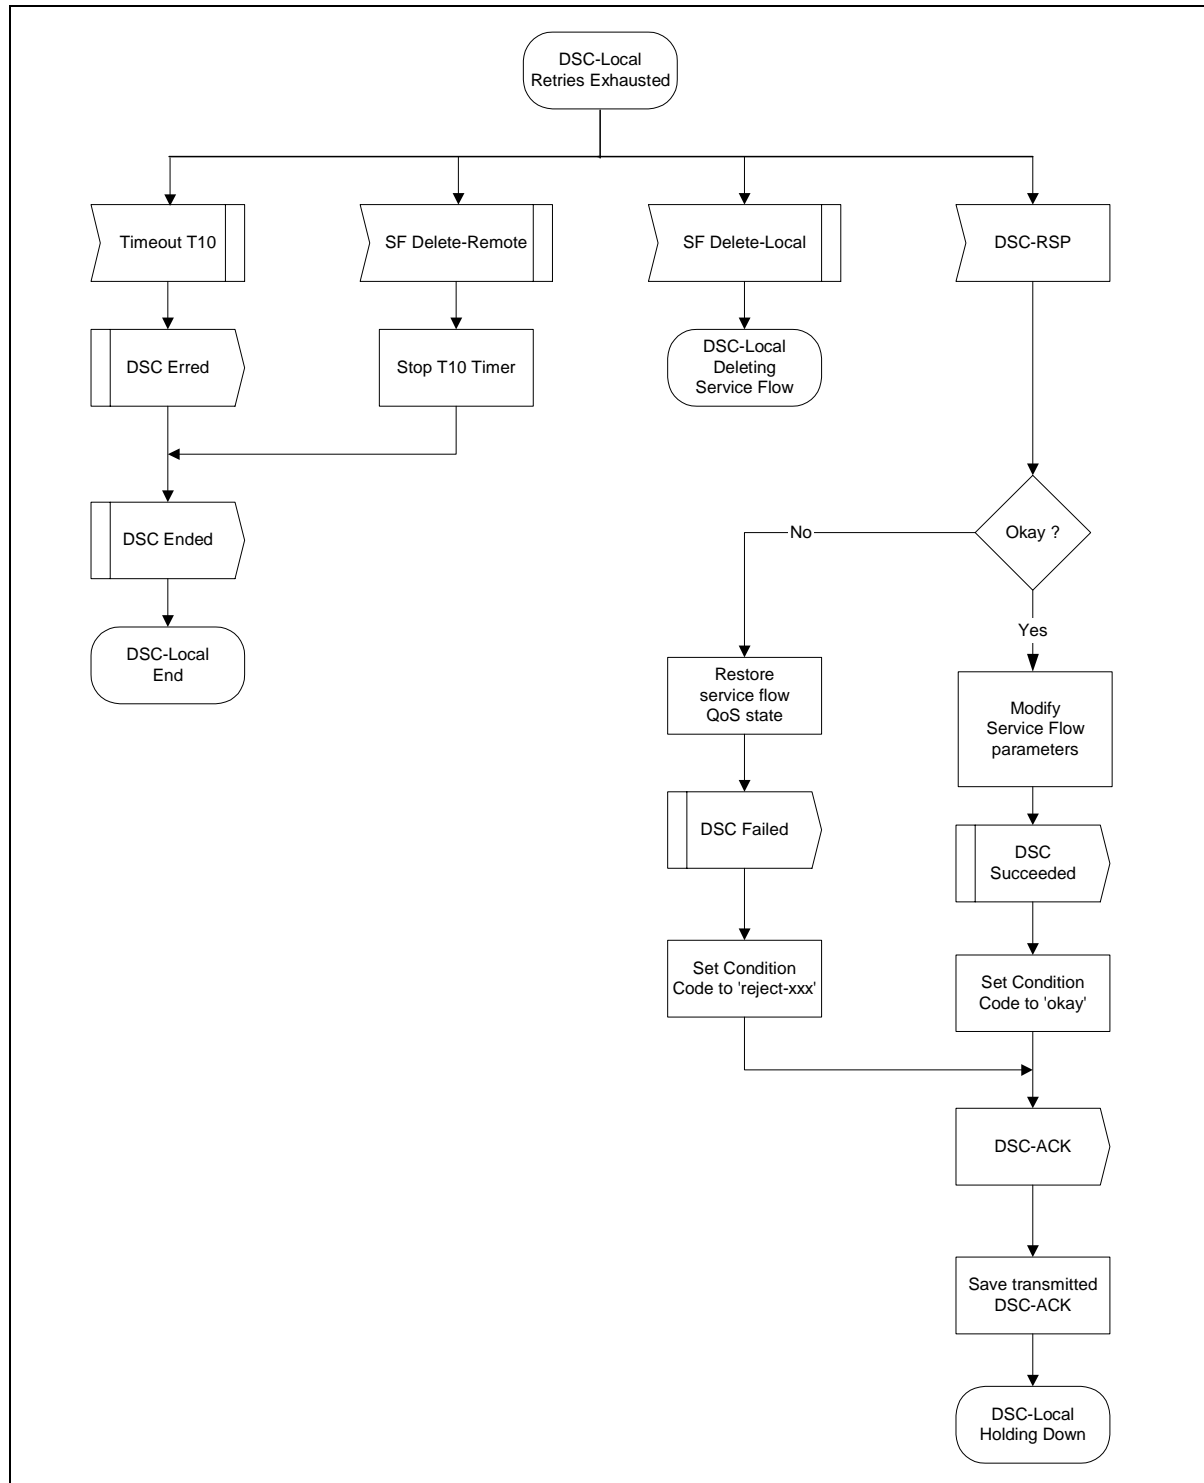 DSC-Local
Retries Exhausted
Timeout T10
SF Delete-Remote
SF Delete-Local
DSC-RSP
DSC Erred
Stop T10 Timer
DSC-Local
Deleting
Service Flow
DSC Ended
No
Okay ?
Yes
DSC-Local
End
Restore
service flow
QoS state
Modify
Service Flow
parameters
DSC Failed
DSC
Succeeded
Set Condition
Code to 'reject-xxx'
Set Condition
Code to 'okay'
DSC-ACK
Save transmitted
DSC-ACK
DSC-Local
Holding Down